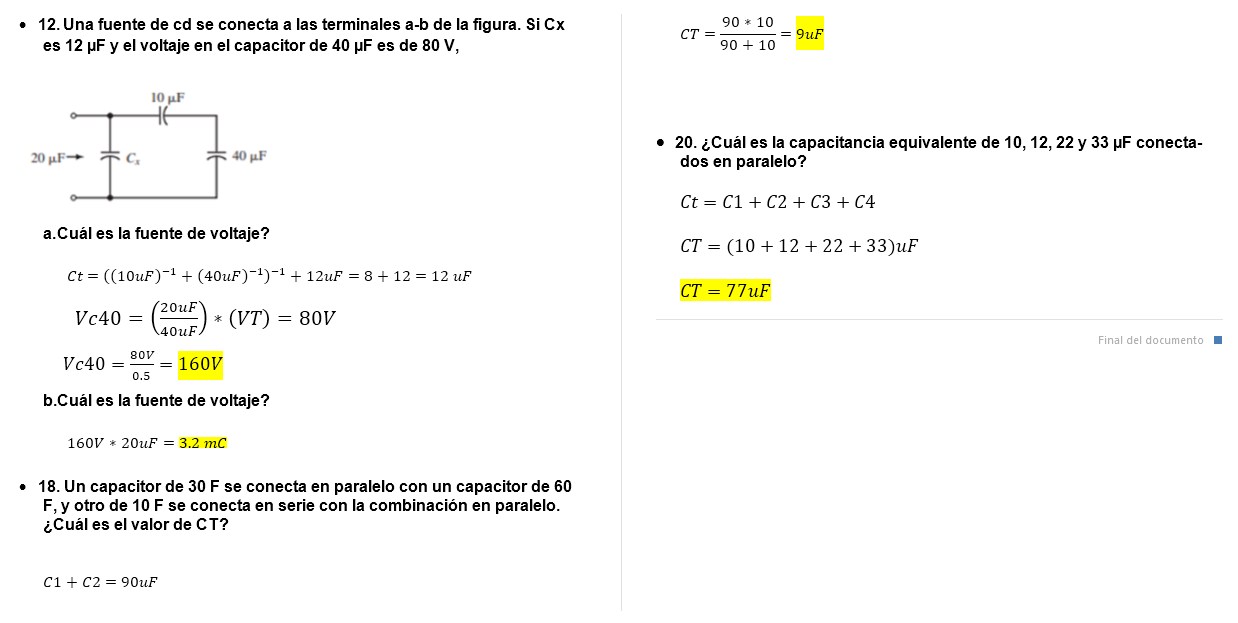 • 12. Una fuente de cd se conecta a las terminales a-b de la figura. Si Cx
es 12 µF y el voltaje en el capacitor de 40 µF es de 80 V,
10 µF
20 µF→
Cx
40 µF
a.Cuál es la fuente de voltaje?
Ct = ((10uF)⁻¹ + (40uF)⁻¹)⁻¹ + 12uF = 8 + 12 = 12 uF
Vc40 = (20uF/40uF) * (VT) = 80V
Vc40 = 80V/0.5 = 160V
b.Cuál es la fuente de voltaje?
160V * 20uF = 3.2 mC
• 18. Un capacitor de 30 F se conecta en paralelo con un capacitor de 60
F, y otro de 10 F se conecta en serie con la combinación en paralelo.
¿Cuál es el valor de CT?
C1 + C2 = 90uF
CT = 90 * 10/90 + 10 = 9uF
• 20. ¿Cuál es la capacitancia equivalente de 10, 12, 22 y 33 µF conecta-
dos en paralelo?
Ct = C1 + C2 + C3 + C4
CT = (10 + 12 + 22 + 33)uF
CT = 77uF
Final del documento